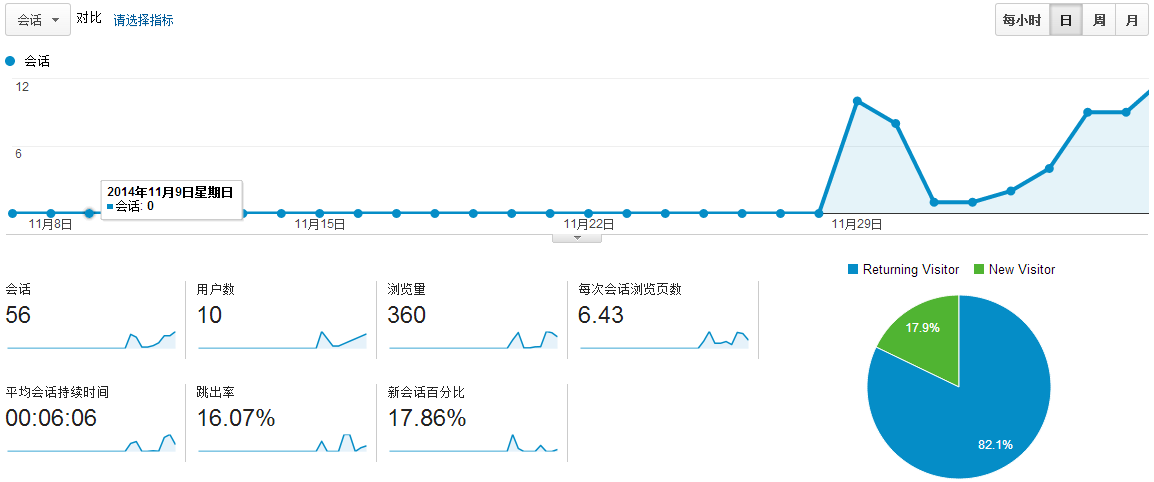 会话 对比 请选择指标 每小时 日 周 月
会话
12
6
2014年11月9日星期日
会话: 0
11月8日 11月15日 11月22日 11月29日
Returning Visitor New Visitor
会话 用户数 浏览量 每次会话浏览页数
56 10 360 6.43
17.9%
平均会话持续时间 跳出率 新会话百分比
00:06:06 16.07% 17.86%
82.1%